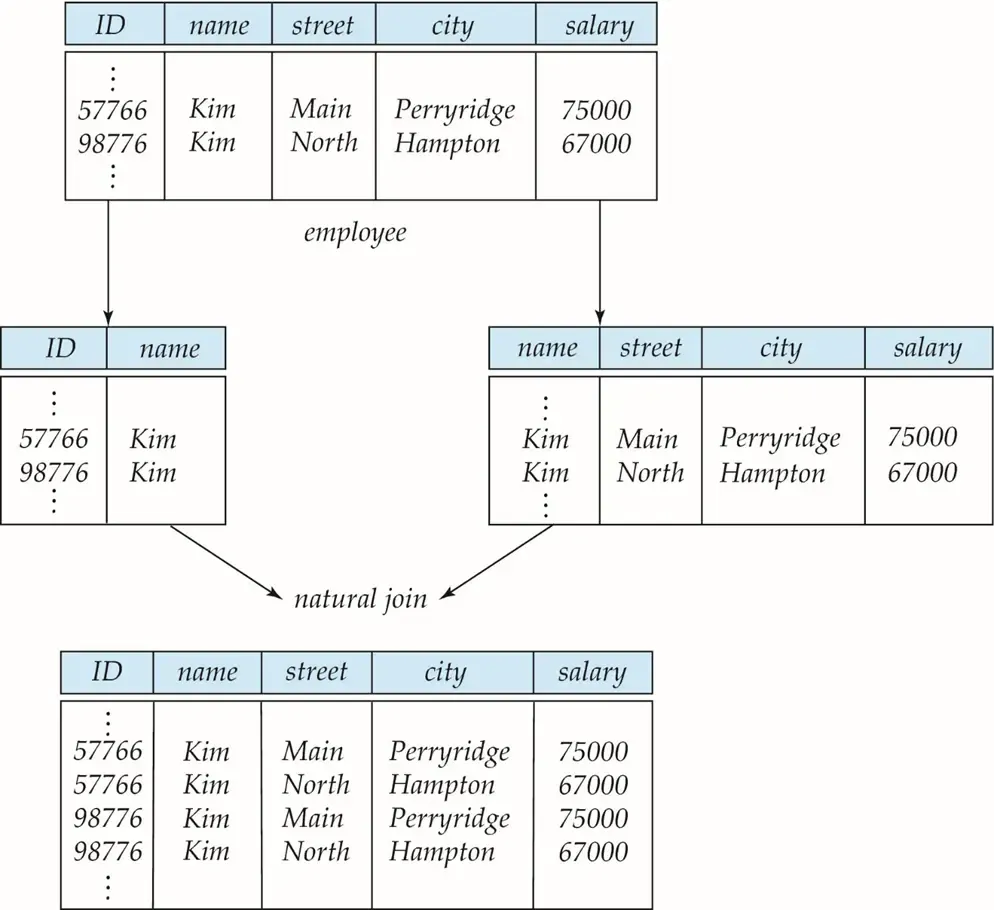 ID name street city salary
⋮
57766 Kim Main Perryridge 75000
98776 Kim North Hampton 67000
⋮
employee
ID name
⋮
57766 Kim
98776 Kim
⋮
name street city salary
⋮
Kim Main Perryridge 75000
Kim North Hampton 67000
⋮
natural join
ID name street city salary
⋮
57766 Kim Main Perryridge 75000
57766 Kim North Hampton 67000
98776 Kim Main Perryridge 75000
98776 Kim North Hampton 67000
⋮